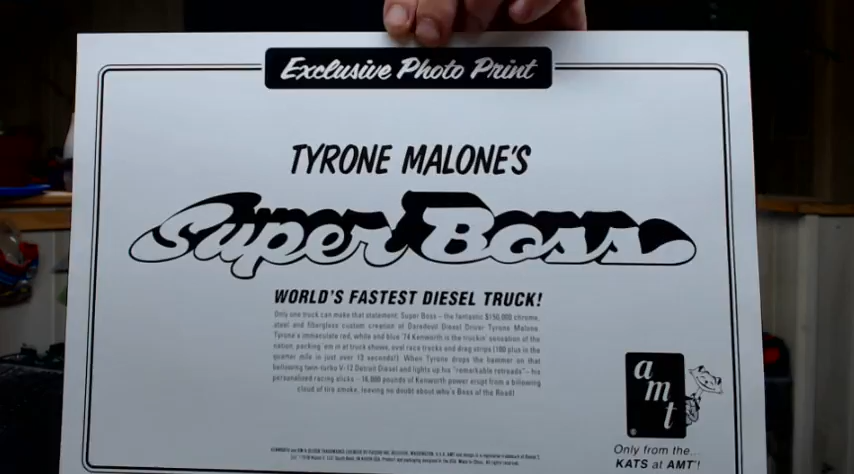 Exclusive Photo Print
TYRONE MALONE'S
Super Boss
WORLD'S FASTEST DIESEL TRUCK!
Only one truck can make that statement: Super Boss – the fantastic $150,000 chrome,
steel and fiberglass custom creation of Daredevil Diesel Driver Tyrone Malone.
Tyrone's immaculate red, white and blue '74 Kenworth is the truckin' sensation of the
nation, packing 'em in at truck shows, oval race tracks and drag strips (100 plus in the
quarter mile in just over 13 seconds!) When Tyrone drops the hammer on that
bellowing twin-turbo V-12 Detroit Diesel and lights up his "remarkable retreads" – his
personalized racing slicks – 16,800 pounds of Kenworth power erupt from a billowing
cloud of tire smoke, leaving no doubt about who's Boss of the Road!
amt
®
Only from the...
KATS at AMT!